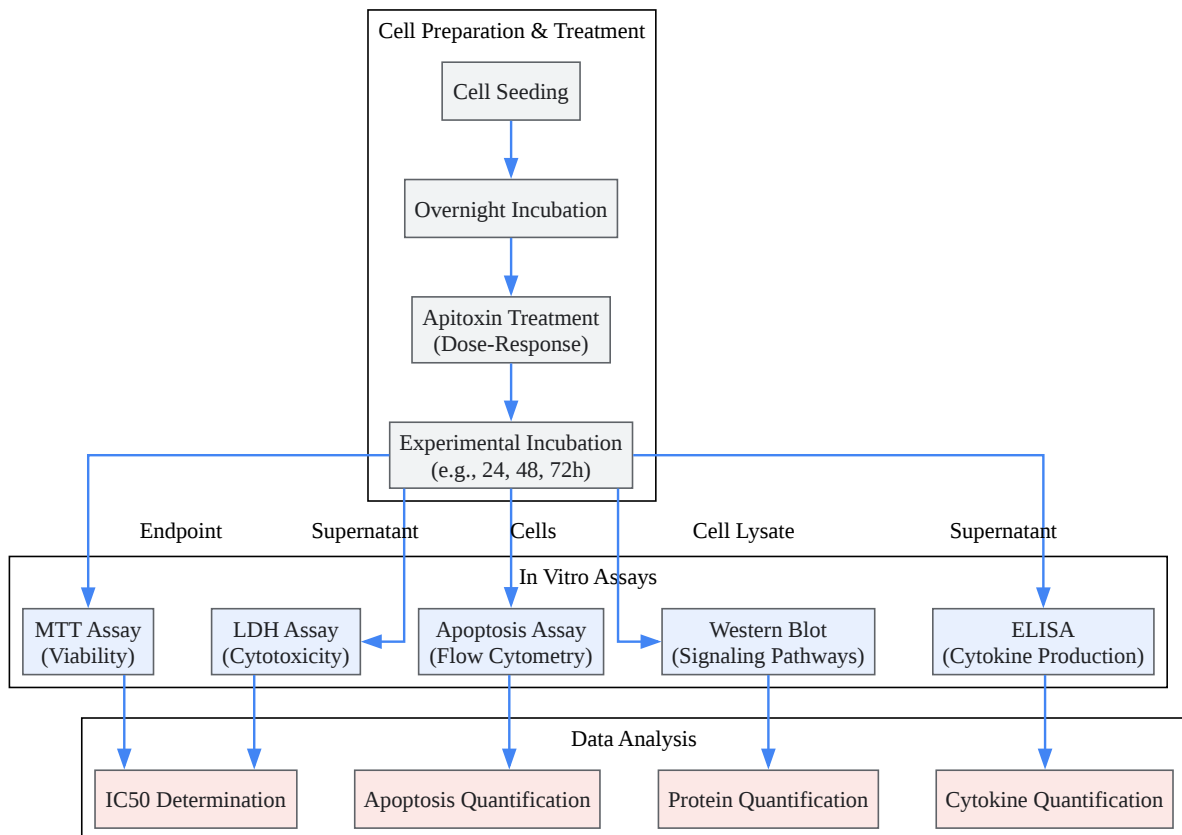 Cell Preparation & Treatment
Cell Seeding
Overnight Incubation
Apitoxin Treatment
(Dose-Response)
Experimental Incubation
(e.g., 24, 48, 72h)
Endpoint
Supernatant
Cells
Cell Lysate
Supernatant
In Vitro Assays
MTT Assay
(Viability)
LDH Assay
(Cytotoxicity)
Apoptosis Assay
(Flow Cytometry)
Western Blot
(Signaling Pathways)
ELISA
(Cytokine Production)
Data Analysis
IC50 Determination
Apoptosis Quantification
Protein Quantification
Cytokine Quantification